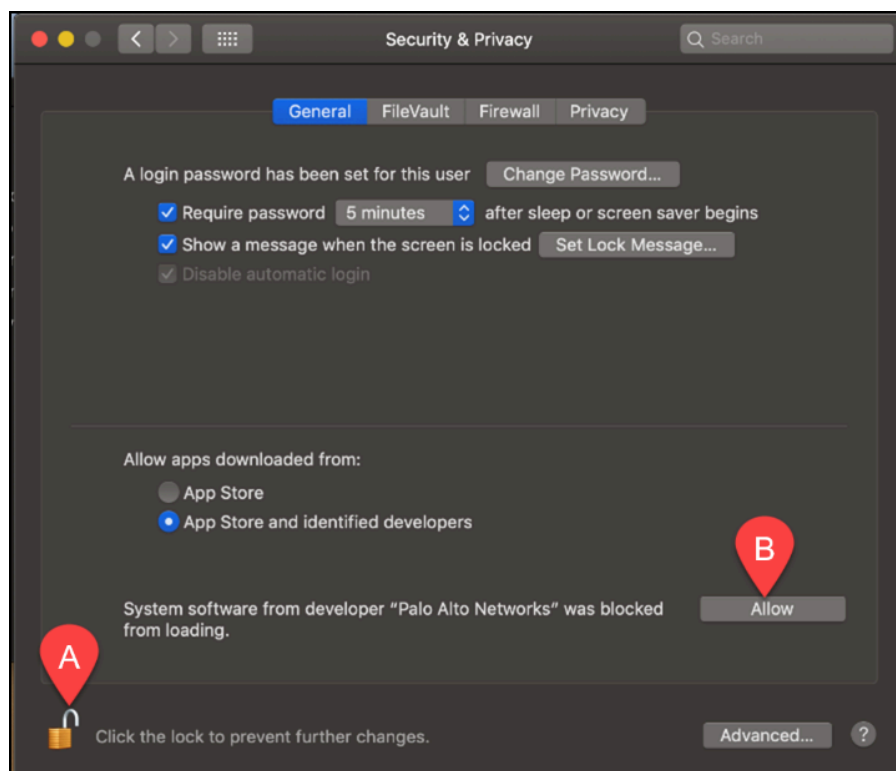 Security & Privacy
Search
General FileVault Firewall Privacy
A login password has been set for this user Change Password...
Require password 5 minutes after sleep or screen saver begins
Show a message when the screen is locked Set Lock Message...
Disable automatic login
Allow apps downloaded from:
App Store
App Store and identified developers
B
System software from developer “Palo Alto Networks” was blocked Allow
from loading.
A
Click the lock to prevent further changes. Advanced... ?